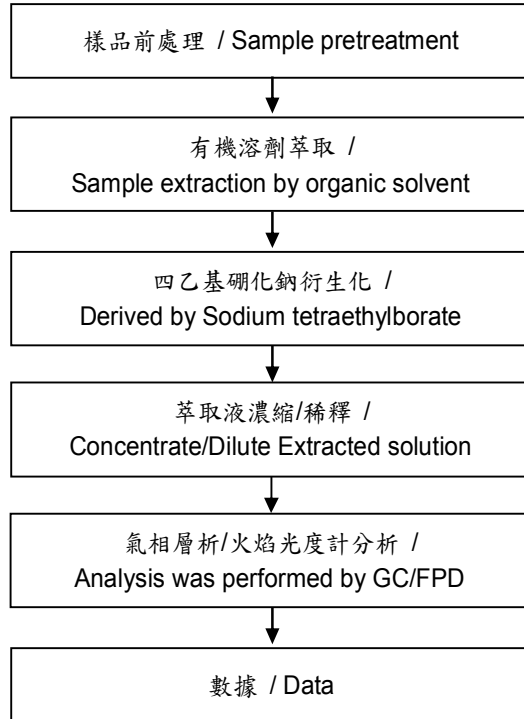 樣品前處理 / Sample pretreatment
有機溶劑萃取 /
Sample extraction by organic solvent
四乙基硼化鈉衍生化 /
Derived by Sodium tetraethylborate
萃取液濃縮/稀釋 /
Concentrate/Dilute Extracted solution
氣相層析/火焰光度計分析 /
Analysis was performed by GC/FPD
數據 / Data